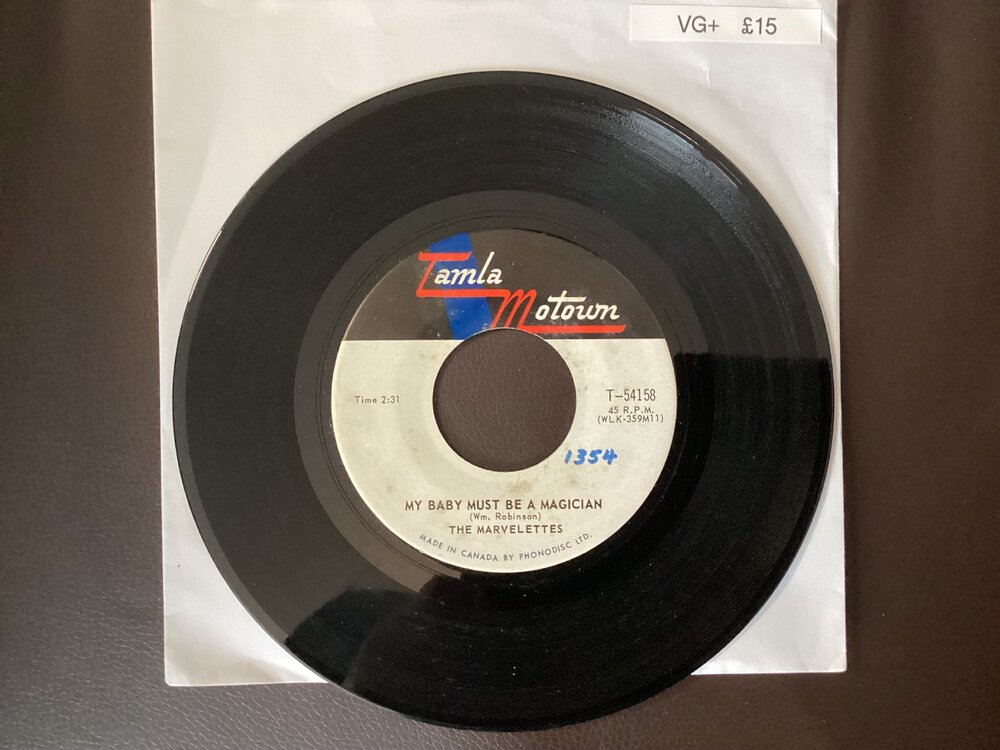 VG+ £15
Tamla
Motown
Time 2:31
T-54158
45 R.P.M.
(WLK-359M11)
1354
MY BABY MUST BE A MAGICIAN
(Wm. Robinson)
THE MARVELETTES
MADE IN CANADA BY PHONODISC LTD.